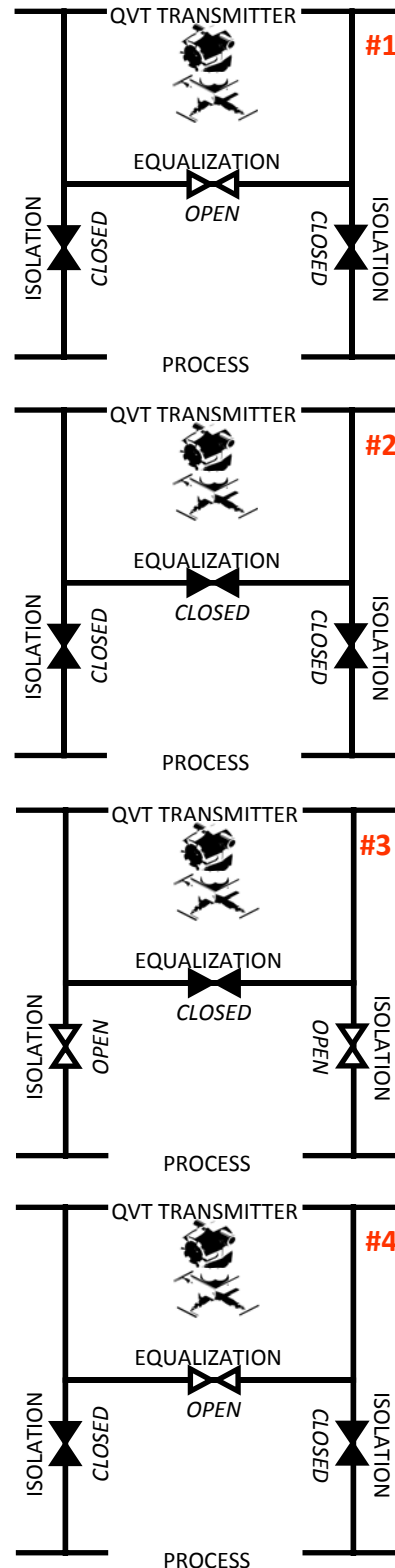 QVT TRANSMITTER
#1
EQUALIZATION
OPEN
ISOLATION
CLOSED
CLOSED
ISOLATION
PROCESS
QVT TRANSMITTER
#2
EQUALIZATION
CLOSED
ISOLATION
CLOSED
CLOSED
ISOLATION
PROCESS
QVT TRANSMITTER
#3
EQUALIZATION
CLOSED
ISOLATION
OPEN
OPEN
ISOLATION
PROCESS
QVT TRANSMITTER
#4
EQUALIZATION
OPEN
ISOLATION
CLOSED
CLOSED
ISOLATION
PROCESS